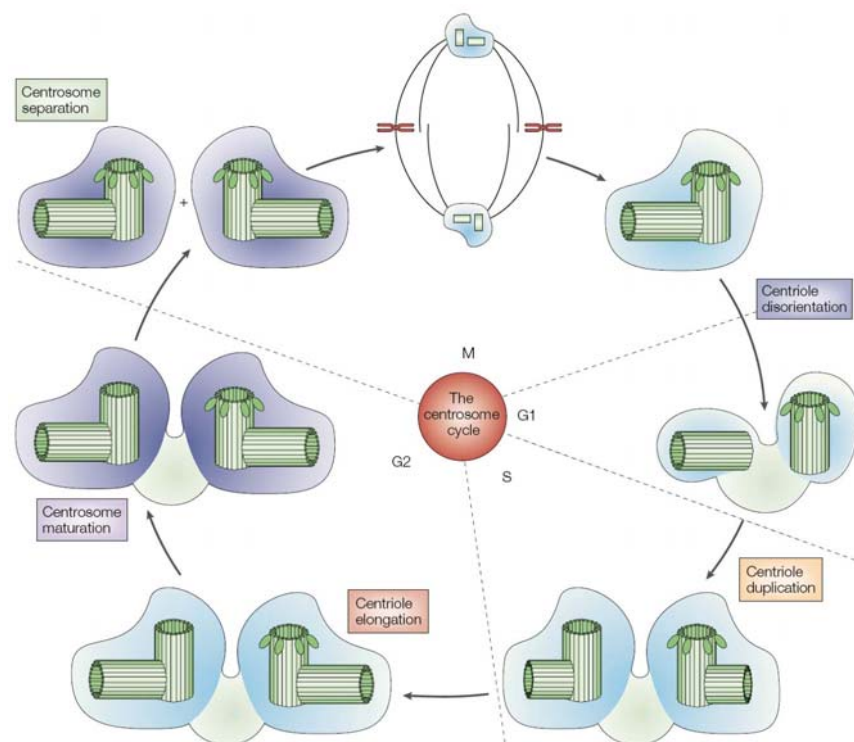 Centrosome
separation
Centriole
disorientation
M
The
centrosome
cycle
G1
G2
S
Centrosome
maturation
Centriole
duplication
Centriole
elongation
+